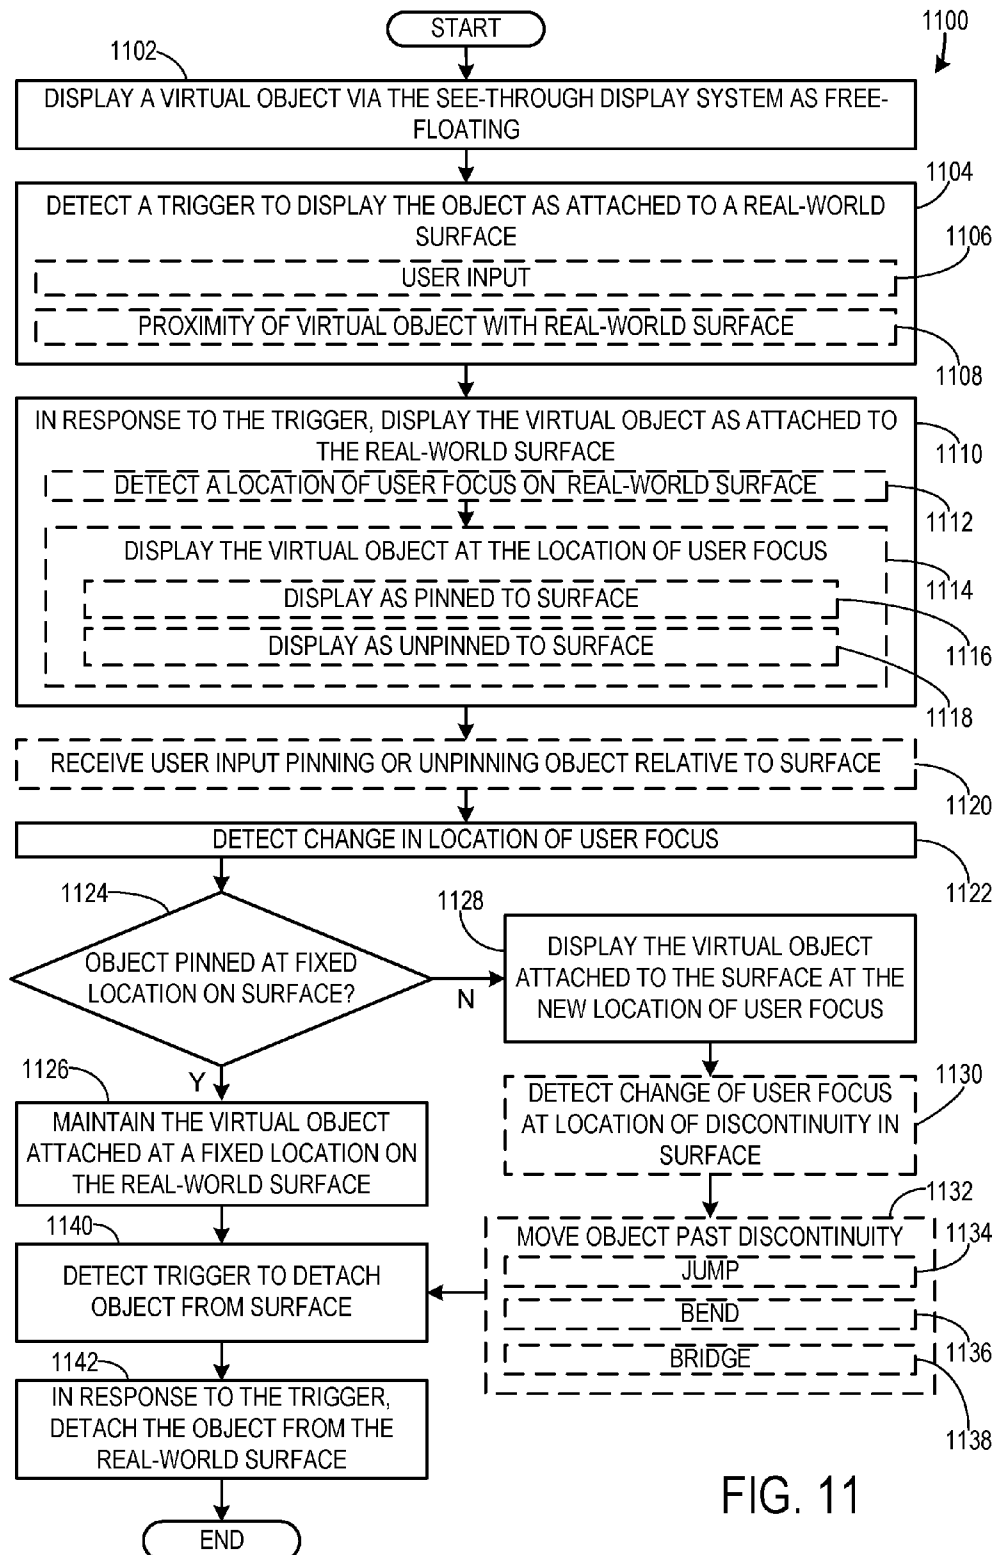 START
1100
1102
DISPLAY A VIRTUAL OBJECT VIA THE SEE-THROUGH DISPLAY SYSTEM AS FREE-
FLOATING
1104
DETECT A TRIGGER TO DISPLAY THE OBJECT AS ATTACHED TO A REAL-WORLD
SURFACE
1106
USER INPUT
PROXIMITY OF VIRTUAL OBJECT WITH REAL-WORLD SURFACE
1108
IN RESPONSE TO THE TRIGGER, DISPLAY THE VIRTUAL OBJECT AS ATTACHED TO
THE REAL-WORLD SURFACE
1110
DETECT A LOCATION OF USER FOCUS ON REAL-WORLD SURFACE
1112
DISPLAY THE VIRTUAL OBJECT AT THE LOCATION OF USER FOCUS
1114
DISPLAY AS PINNED TO SURFACE
1116
DISPLAY AS UNPINNED TO SURFACE
1118
RECEIVE USER INPUT PINNING OR UNPINNING OBJECT RELATIVE TO SURFACE
1120
DETECT CHANGE IN LOCATION OF USER FOCUS
1122
1124
OBJECT PINNED AT FIXED
LOCATION ON SURFACE?
N
Y
1128
DISPLAY THE VIRTUAL OBJECT
ATTACHED TO THE SURFACE AT THE
NEW LOCATION OF USER FOCUS
1126
MAINTAIN THE VIRTUAL OBJECT
ATTACHED AT A FIXED LOCATION ON
THE REAL-WORLD SURFACE
1130
DETECT CHANGE OF USER FOCUS
AT LOCATION OF DISCONTINUITY IN
SURFACE
1132
MOVE OBJECT PAST DISCONTINUITY
1134
JUMP
BEND
1136
BRIDGE
1138
1140
DETECT TRIGGER TO DETACH
OBJECT FROM SURFACE
1142
IN RESPONSE TO THE TRIGGER,
DETACH THE OBJECT FROM THE
REAL-WORLD SURFACE
END
FIG. 11